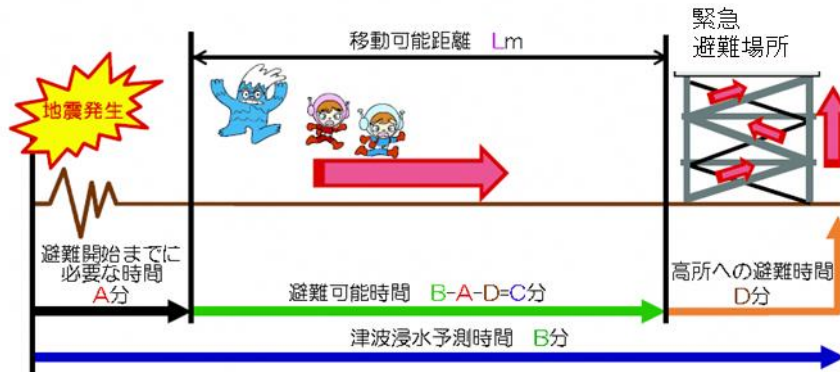 移動可能距離 Lm
緊急
避難場所
地震発生
避難開始までに
必要な時間
A分
避難可能時間 B-A-D=C分
高所への避難時間
D分
津波浸水予測時間 B分